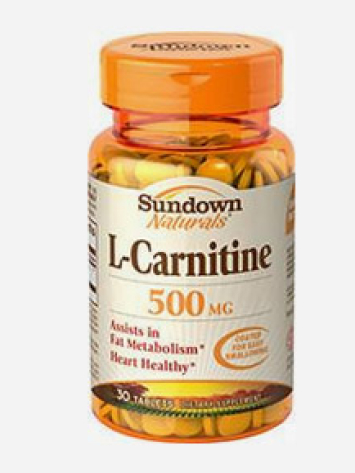 Sundown
Naturals®
L-Carnitine
500 MG
Assists in
Fat Metabolism*
Heart Healthy*
COATED
FOR EASY
SWALLOWING
30 TABLETS DIETARY SUPPLEMENT